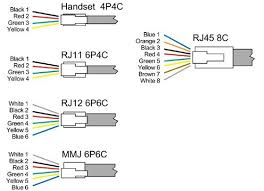 Handset 4P4C
Black 1
Red 2
Green 3
Yellow 4
RJ11 6P4C
Black 1
Red 2
Green 3
Yellow 4
RJ12 6P6C
White 1
Black 2
Red 3
Green 4
Yellow 5
Blue 6
MMJ 6P6C
White 1
Black 2
Red 3
Green 4
Yellow 5
Blue 6
RJ45 8C
Blue 1
Orange 2
Black 3
Red 4
Green 5
Yellow 6
Brown 7
White 8